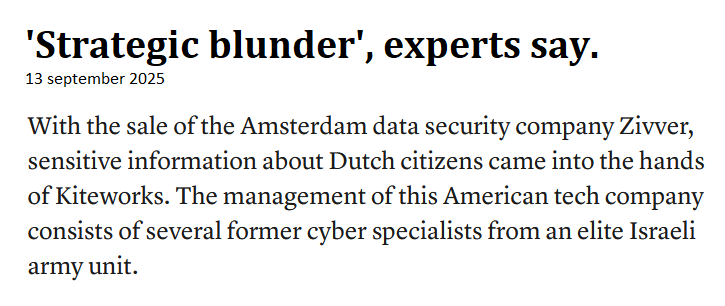 'Strategic blunder', experts say.
13 september 2025
With the sale of the Amsterdam data security company Zivver,
sensitive information about Dutch citizens came into the hands
of Kiteworks. The management of this American tech company
consists of several former cyber specialists from an elite Israeli
army unit.